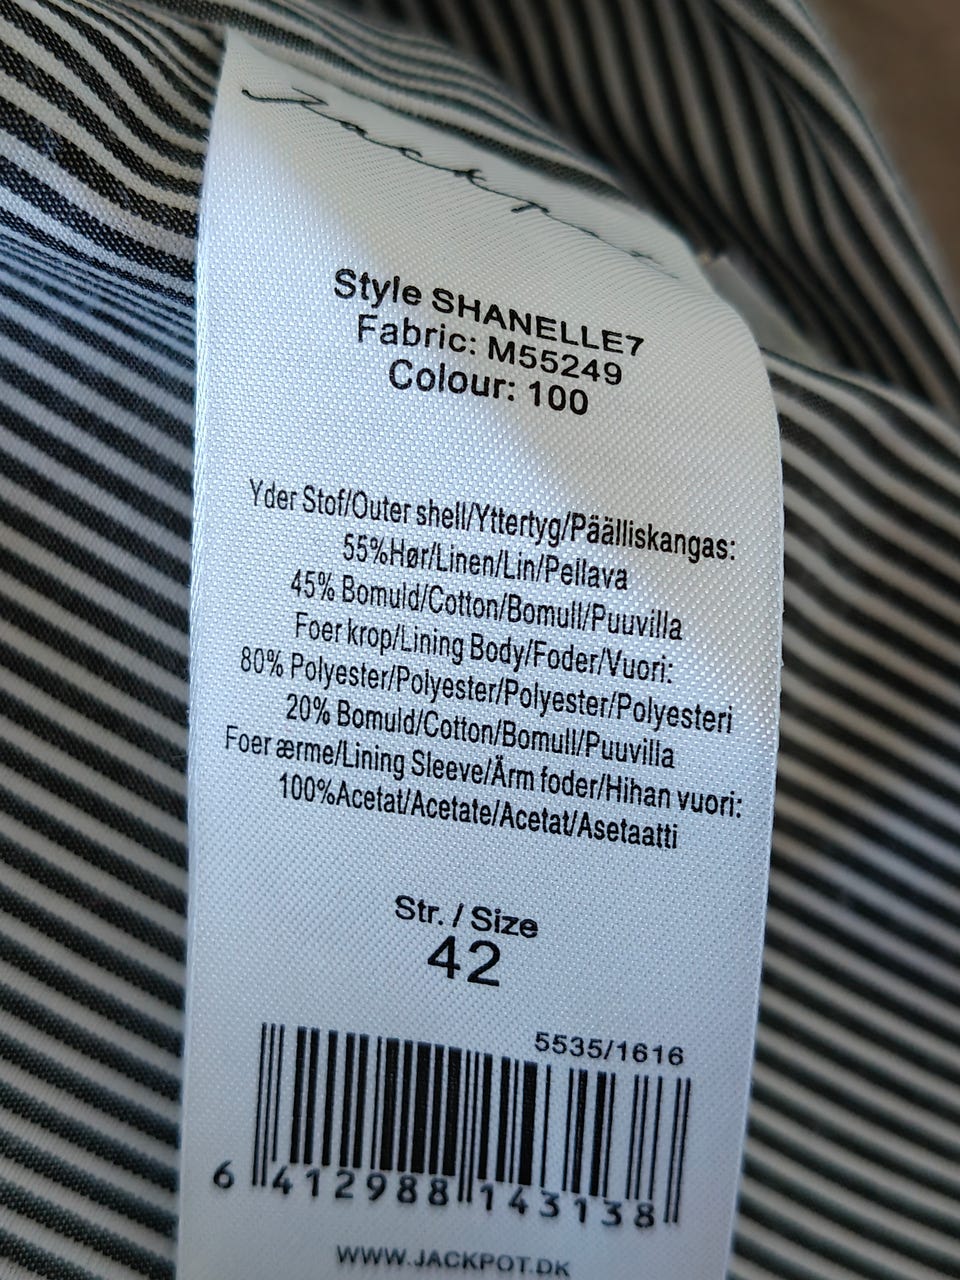 Jackpot
Style SHANELLE7
Fabric: M55249
Colour: 100
Yder Stof/Outer shell/Yttertyg/Päälliskangas:
55%Hør/Linen/Lin/Pellava
45% Bomuld/Cotton/Bomull/Puuvilla
Foer krop/Lining Body/Foder/Vuori:
80% Polyester/Polyester/Polyester/Polyesteri
20% Bomuld/Cotton/Bomull/Puuvilla
Foer ærme/Lining Sleeve/Ärm foder/Hihan vuori:
100%Acetat/Acetate/Acetat/Asetaatti
Str. / Size
42
5535/1616
6 412988 143138
WWW.JACKPOT.DK